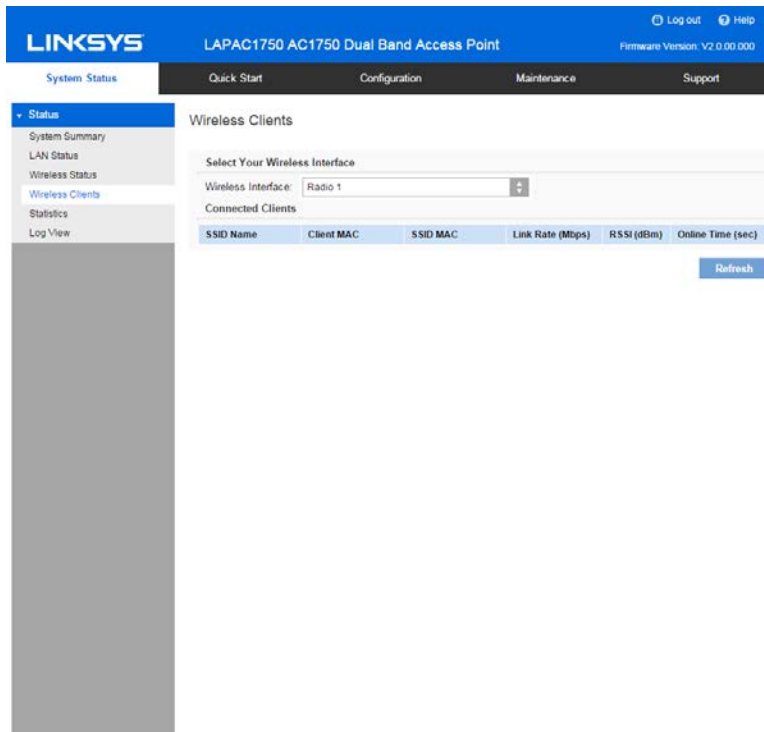 Log out Help
LINKSYS LAPAC1750 AC1750 Dual Band Access Point Firmware Version: V2.0.00.000
System Status Quick Start Configuration Maintenance Support
Status
System Summary
LAN Status
Wireless Status
Wireless Clients
Statistics
Log View
Wireless Clients
Select Your Wireless Interface
Wireless Interface: Radio 1
Connected Clients
SSID Name Client MAC SSID MAC Link Rate (Mbps) RSSI (dBm) Online Time (sec)
Refresh